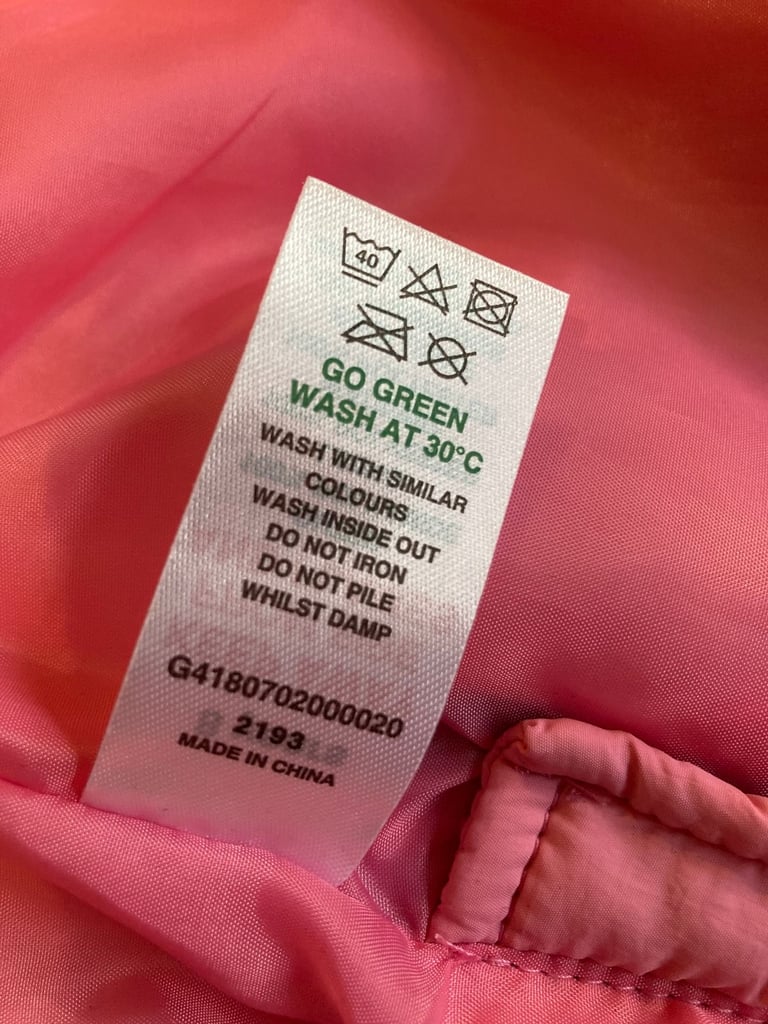 40
GO GREEN
WASH AT 30°C
WASH WITH SIMILAR
COLOURS
WASH INSIDE OUT
DO NOT IRON
DO NOT PILE
WHILST DAMP
G4180702000020
2193
MADE IN CHINA